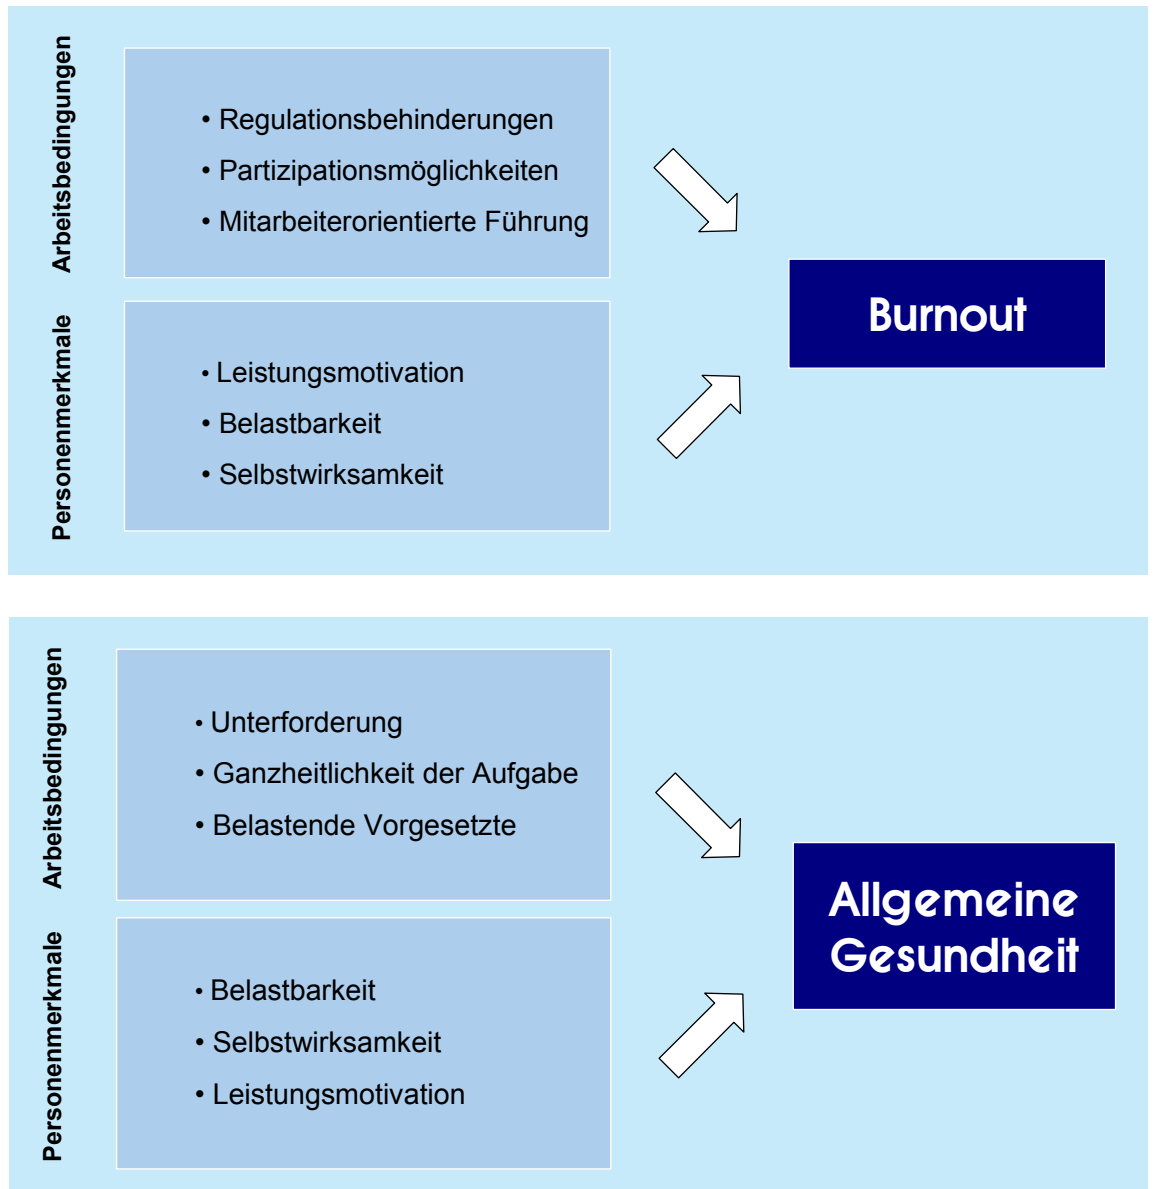 Arbeitsbedingungen
• Regulationsbehinderungen
• Partizipationsmöglichkeiten
• Mitarbeiterorientierte Führung
Personenmerkmale
• Leistungsmotivation
• Belastbarkeit
• Selbstwirksamkeit
Burnout
Arbeitsbedingungen
• Unterforderung
• Ganzheitlichkeit der Aufgabe
• Belastende Vorgesetzte
Personenmerkmale
• Belastbarkeit
• Selbstwirksamkeit
• Leistungsmotivation
Allgemeine
Gesundheit